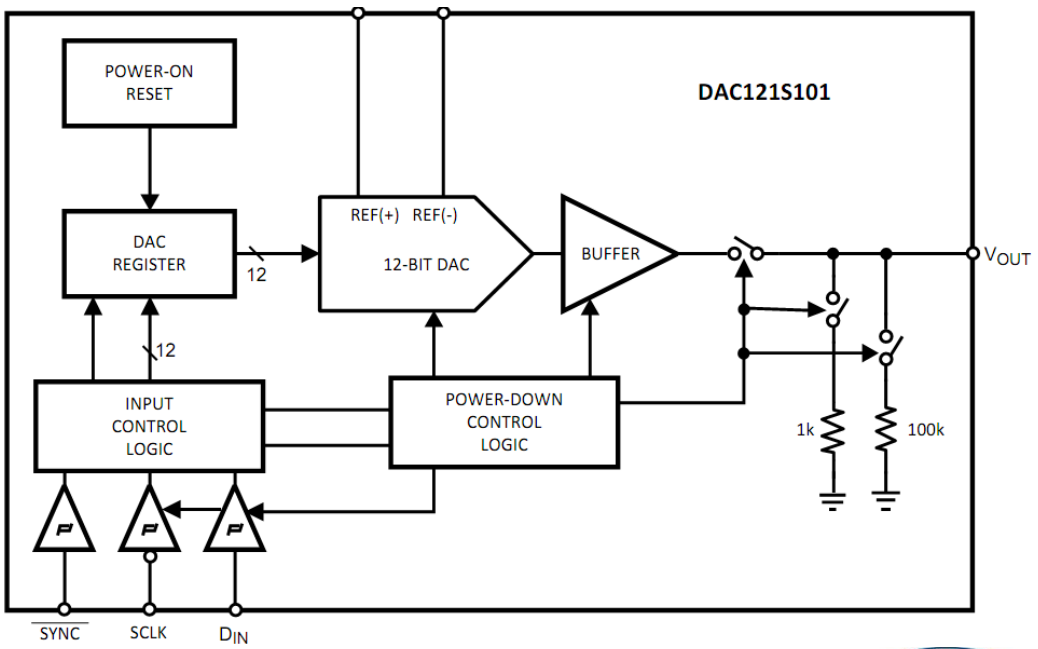 POWER-ON
RESET
DAC121S101
REF(+) REF(-)
DAC
REGISTER
12
12-BIT DAC
BUFFER
VOUT
12
INPUT
CONTROL
LOGIC
POWER-DOWN
CONTROL
LOGIC
1k
100k
SYNC
SCLK
DIN